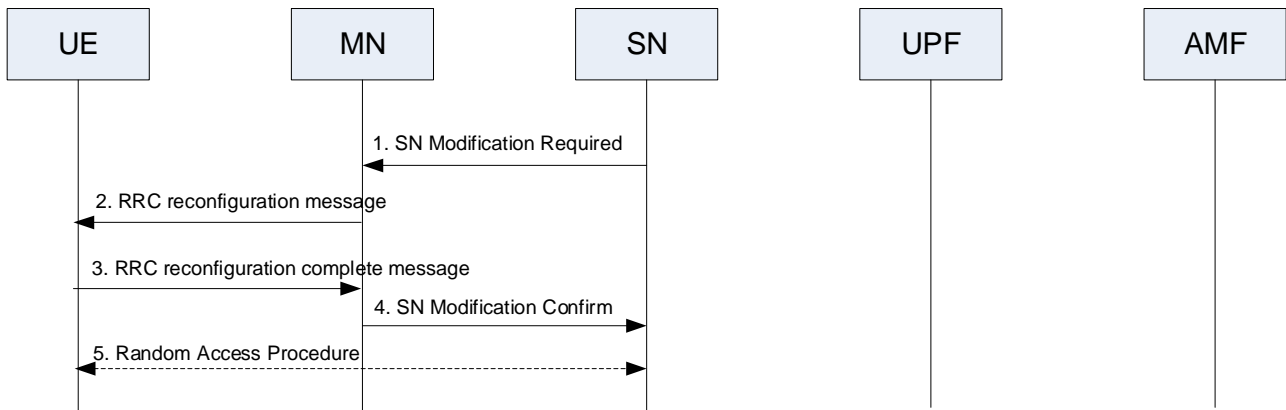 UE
MN
SN
UPF
AMF
1. SN Modification Required
2. RRC reconfiguration message
3. RRC reconfiguration complete message
4. SN Modification Confirm
5. Random Access Procedure